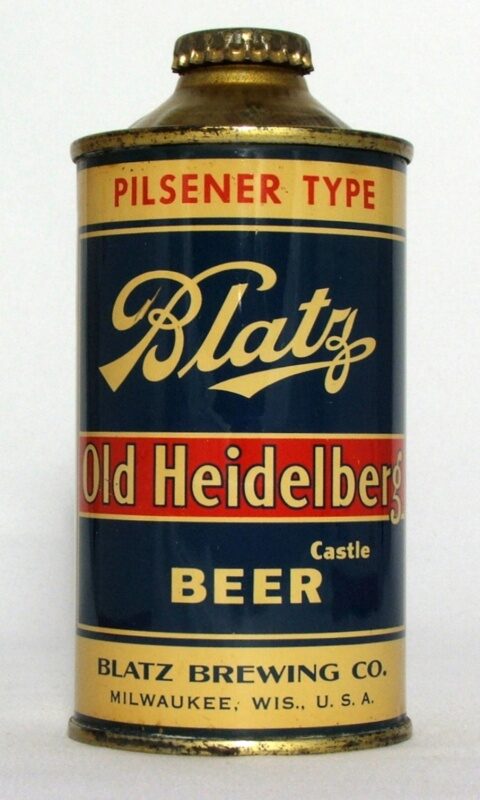 PILSENER TYPE
Blatz
Old Heidelberg
Castle
BEER
BLATZ BREWING CO.
MILWAUKEE, WIS., U. S. A.